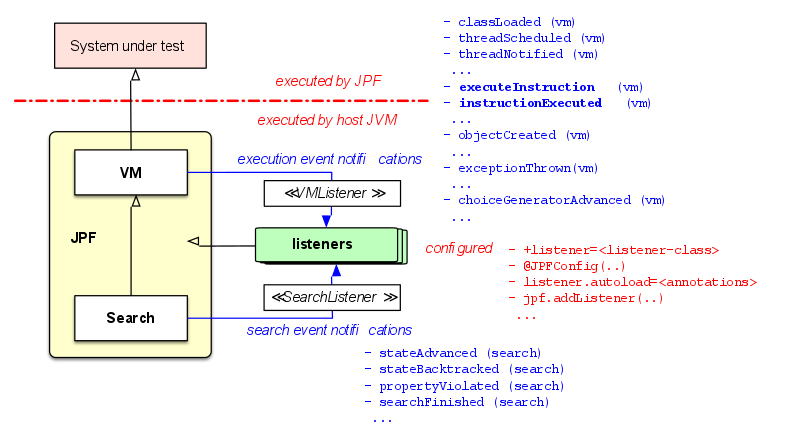 System under test
executed by JPF
executed by host JVM
- classLoaded (vm)
- threadScheduled (vm)
- threadNotified (vm)
...
- executeInstruction (vm)
- instructionExecuted (vm)
...
- objectCreated (vm)
...
- exceptionThrown(vm)
...
- choiceGeneratorAdvanced (vm)
...
VM
execution event notifi cations
≪VMListener ≫
JPF
listeners
configured
- +listener=<listener-class>
- @JPFConfig(..)
- listener.autoload=<annotations>
- jpf.addListener(..)
...
≪SearchListener ≫
Search
search event notifi cations
- stateAdvanced (search)
- stateBacktracked (search)
- propertyViolated (search)
- searchFinished (search)
...